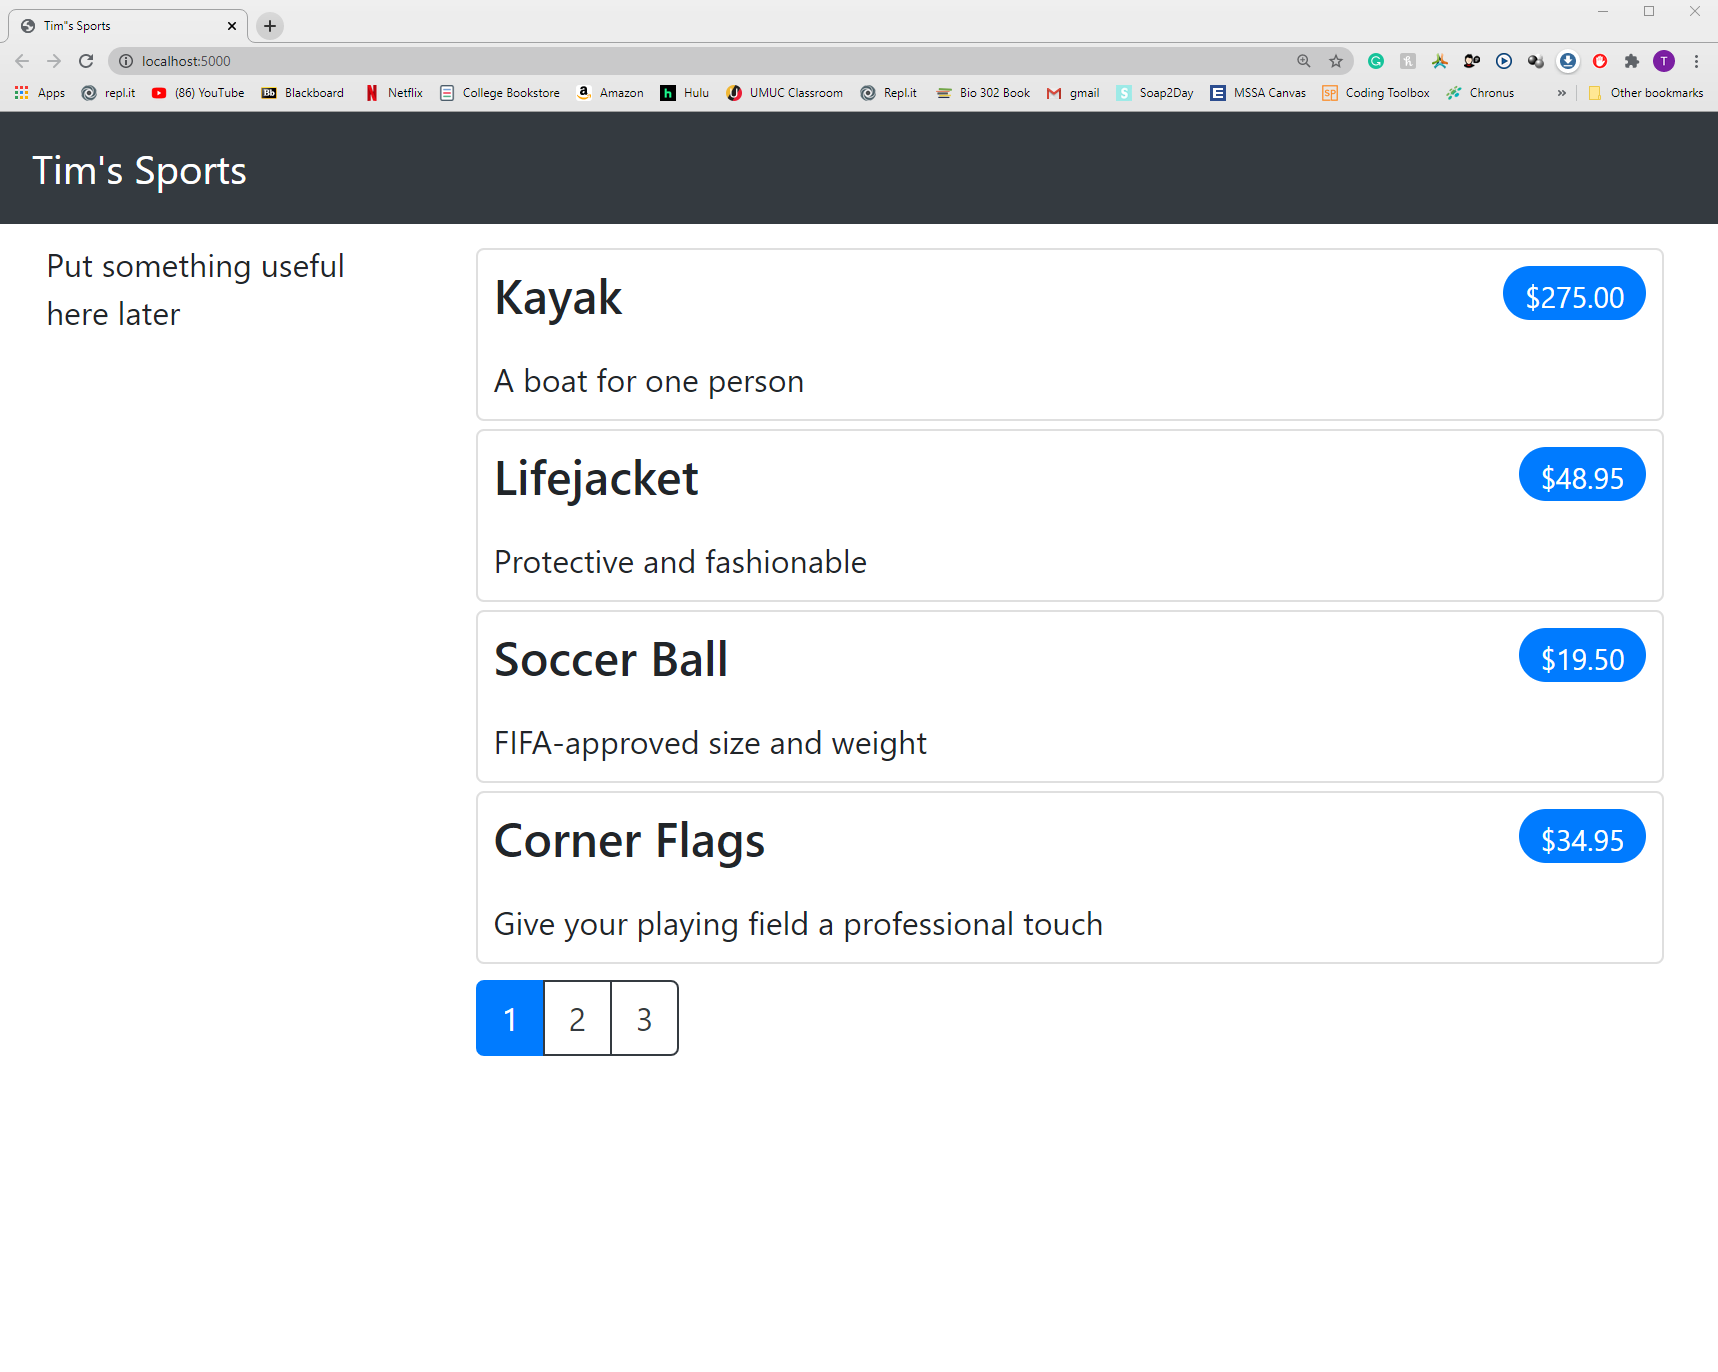 Tim"s Sports
localhost:5000
Apps repl.it (86) YouTube Bb Blackboard N Netflix College Bookstore a Amazon h Hulu UMUC Classroom Repl.it Bio 302 Book M gmail S Soap2Day E MSSA Canvas SP Coding Toolbox Chronus » Other bookmarks
Tim's Sports
Put something useful
here later
Kayak $275.00
A boat for one person
Lifejacket $48.95
Protective and fashionable
Soccer Ball $19.50
FIFA-approved size and weight
Corner Flags $34.95
Give your playing field a professional touch
1 2 3